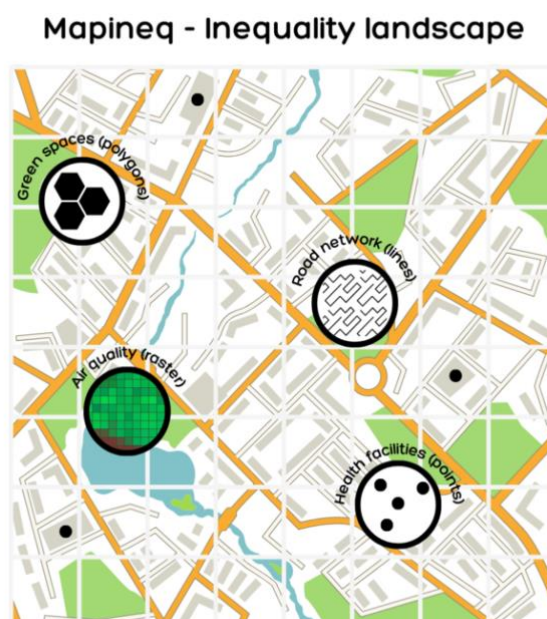 Mapineq - Inequality landscape
Green spaces (polygons)
Road network (lines)
Air quality (raster)
Health facilities (points)